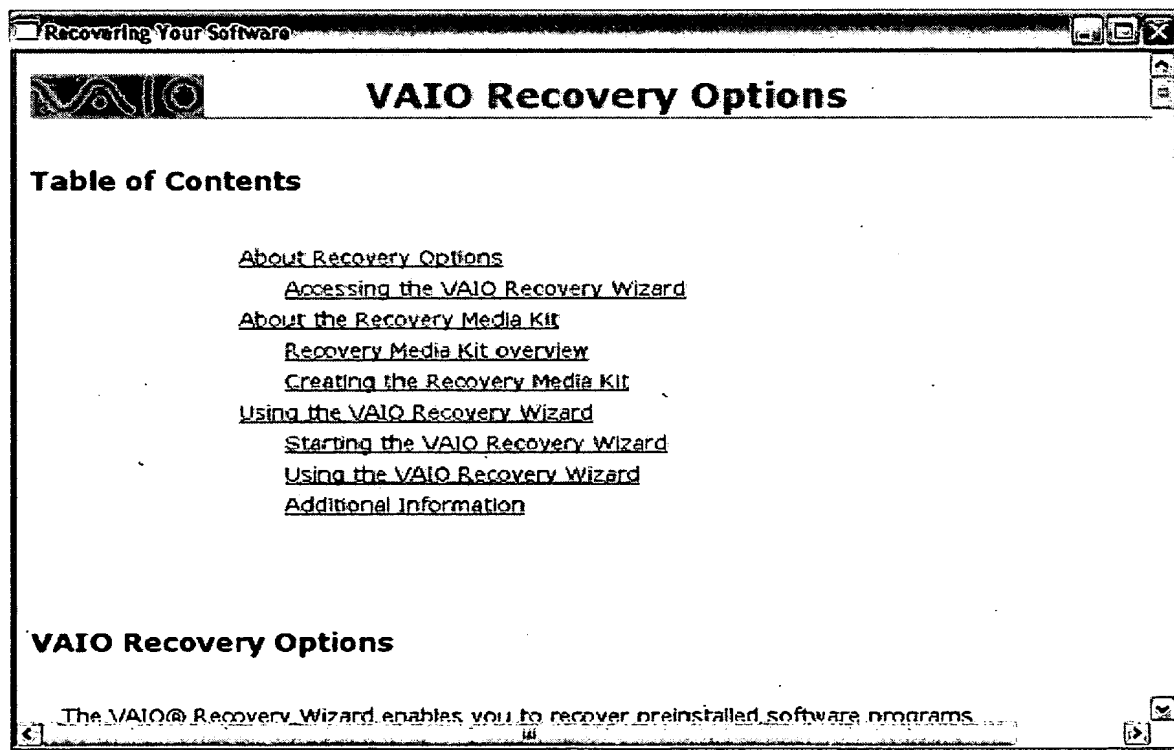 Recovering Your Software
VAIO
VAIO Recovery Options
Table of Contents
About Recovery Options
Accessing the VAIO Recovery Wizard
About the Recovery Media Kit
Recovery Media Kit overview
Creating the Recovery Media Kit
Using the VAIO Recovery Wizard
Starting the VAIO Recovery Wizard
Using the VAIO Recovery Wizard
Additional Information
VAIO Recovery Options
The VAIO® Recovery Wizard enables you to recover preinstalled software programs